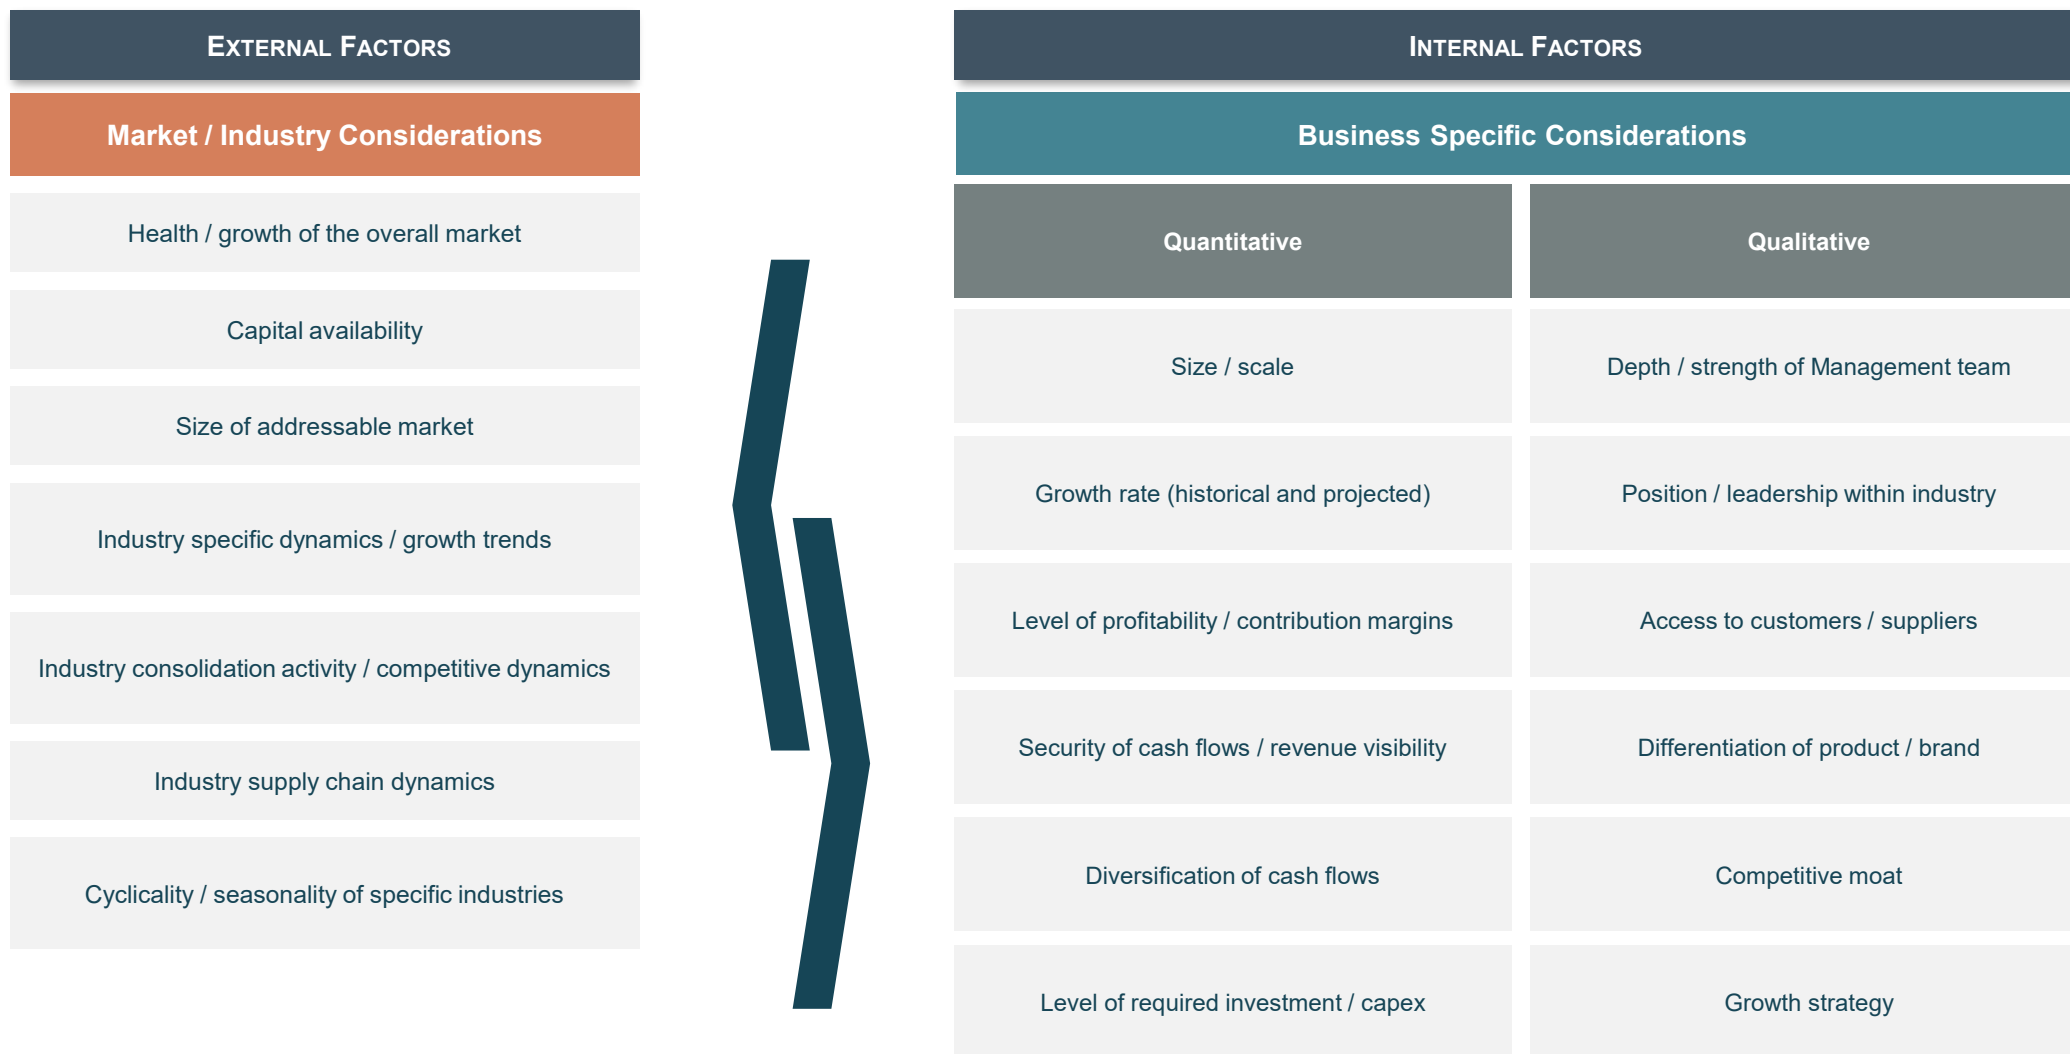 EXTERNAL FACTORS
Market / Industry Considerations
Health / growth of the overall market
Capital availability
Size of addressable market
Industry specific dynamics / growth trends
Industry consolidation activity / competitive dynamics
Industry supply chain dynamics
Cyclicality / seasonality of specific industries
INTERNAL FACTORS
Business Specific Considerations
Quantitative
Size / scale
Growth rate (historical and projected)
Level of profitability / contribution margins
Security of cash flows / revenue visibility
Diversification of cash flows
Level of required investment / capex
Qualitative
Depth / strength of Management team
Position / leadership within industry
Access to customers / suppliers
Differentiation of product / brand
Competitive moat
Growth strategy